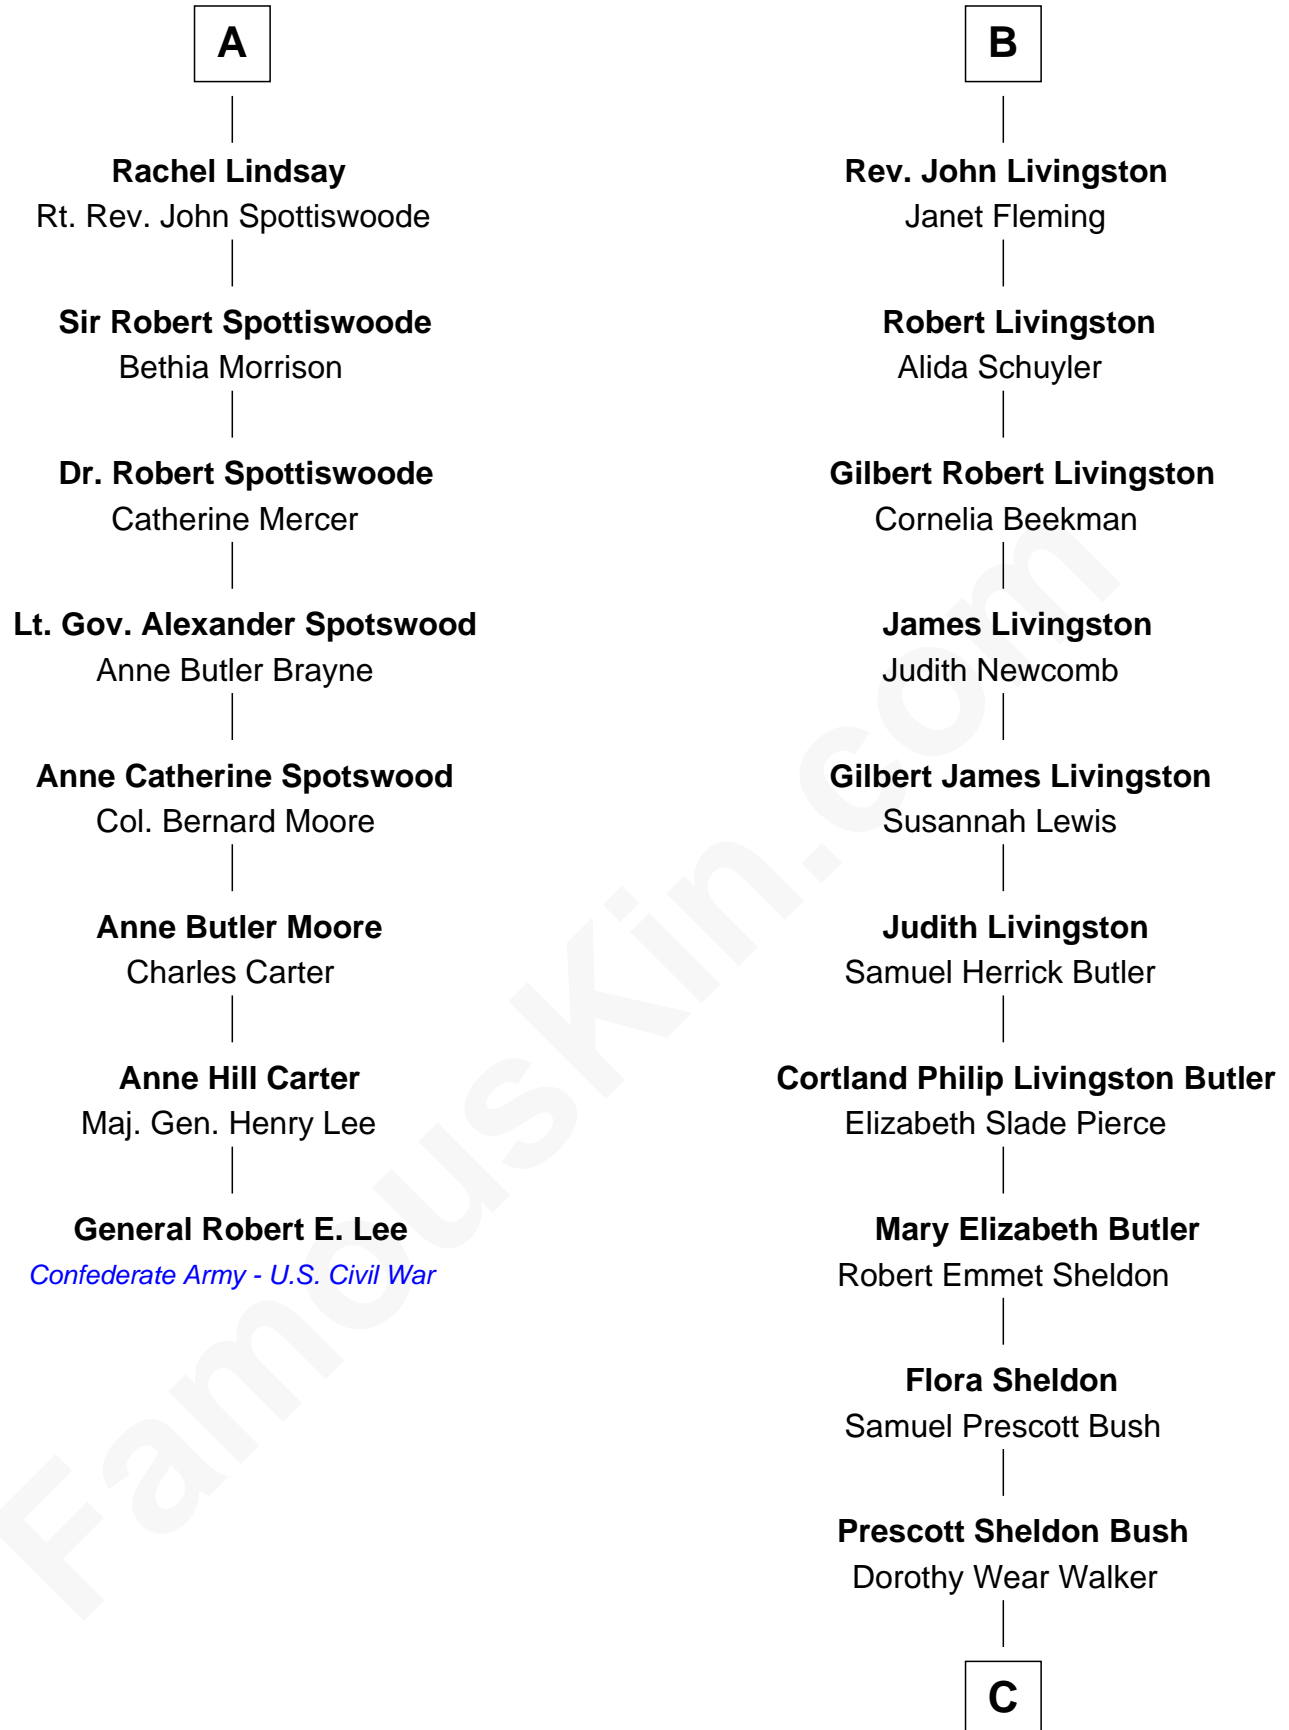 A
Rachel Lindsay
Rt. Rev. John Spottiswoode
Sir Robert Spottiswoode
Bethia Morrison
Dr. Robert Spottiswoode
Catherine Mercer
Lt. Gov. Alexander Spotswood
Anne Butler Brayne
Anne Catherine Spotswood
Col. Bernard Moore
Anne Butler Moore
Charles Carter
Anne Hill Carter
Maj. Gen. Henry Lee
General Robert E. Lee
Confederate Army - U.S. Civil War
B
Rev. John Livingston
Janet Fleming
Robert Livingston
Alida Schuyler
Gilbert Robert Livingston
Cornelia Beekman
James Livingston
Judith Newcomb
Gilbert James Livingston
Susannah Lewis
Judith Livingston
Samuel Herrick Butler
Cortland Philip Livingston Butler
Elizabeth Slade Pierce
Mary Elizabeth Butler
Robert Emmet Sheldon
Flora Sheldon
Samuel Prescott Bush
Prescott Sheldon Bush
Dorothy Wear Walker
C
FamousKin.com